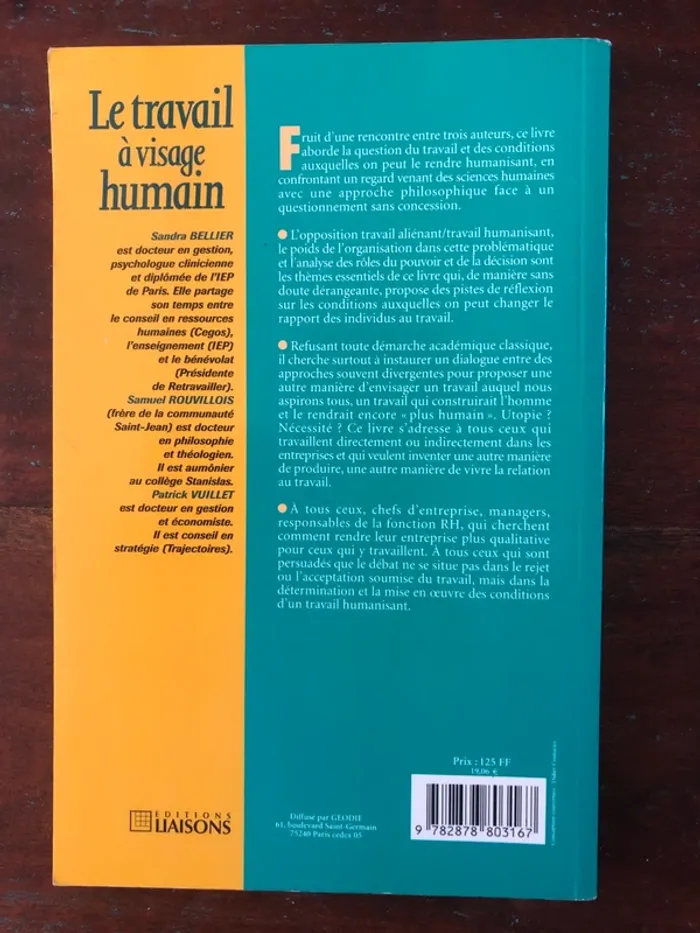 Le travail
à visage
humain
Sandra BELLIER
est docteur en gestion,
psychologue clinicienne
et diplômée de l'IEP
de Paris. Elle partage
son temps entre
le conseil en ressources
humaines (Cegos),
l'enseignement (IEP)
et le bénévolat
(Présidente
de Retravailler).
Samuel ROUVILLOIS
(frère de la communauté
Saint-Jean) est docteur
en philosophie
et théologien.
Il est aumônier
au collège Stanislas.
Patrick VUILLET
est docteur en gestion
et économiste.
Il est conseil en
stratégie (Trajectoires).
EDITIONS
LIAISONS
Fruit d'une rencontre entre trois auteurs, ce livre
aborde la question du travail et des conditions
auxquelles on peut le rendre humanisant, en
confrontant un regard venant des sciences humaines
avec une approche philosophique face à un
questionnement sans concession.
● L'opposition travail aliénant/travail humanisant,
le poids de l'organisation dans cette problématique
et l'analyse des rôles du pouvoir et de la décision sont
les thèmes essentiels de ce livre qui, de manière sans
doute dérangeante, propose des pistes de réflexion
sur les conditions auxquelles on peut changer le
rapport des individus au travail.
● Refusant toute démarche académique classique,
il cherche surtout à instaurer un dialogue entre des
approches souvent divergentes pour proposer une
autre manière d'envisager un travail auquel nous
aspirons tous, un travail qui construirait l'homme
et le rendrait encore « plus humain ». Utopie ?
Nécessité ? Ce livre s'adresse à tous ceux qui
travaillent directement ou indirectement dans les
entreprises et qui veulent inventer une autre manière
de produire, une autre manière de vivre la relation
au travail.
● À tous ceux, chefs d'entreprise, managers,
responsables de la fonction RH, qui cherchent
comment rendre leur entreprise plus qualitative
pour ceux qui y travaillent. À tous ceux qui sont
persuadés que le débat ne se situe pas dans le rejet
ou l'acceptation soumise du travail, mais dans la
détermination et la mise en œuvre des conditions
d'un travail humanisant.
Prix : 125 FF
19,06 €
Diffusé par GEODIF
61, boulevard Saint-Germain
75240 Paris cedex 05
9 782878 803167
Conception couverture : Didier